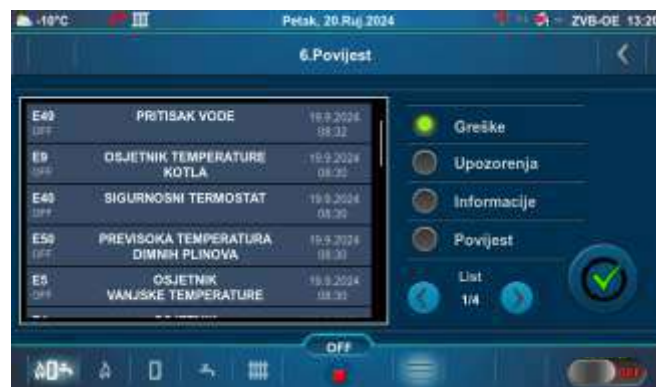 -10°C
Petak, 20.Ruj.2024
ZVB-OE 13:20
6.Povijest
E49 PRITISAK VODE 19.9.2024
OFF 08:32
E9 OSJETNIK TEMPERATURE 19.9.2024
OFF KOTLA 08:30
E40 SIGURNOSNI TERMOSTAT 19.9.2024
OFF 08:30
E50 PREVISOKA TEMPERATURA 19.9.2024
OFF DIMNIH PLINOVA 08:30
E5 OSJETNIK 19.9.2024
OFF VANJSKE TEMPERATURE 08:30
Greške
Upozorenja
Informacije
Povijest
List
1/4
OFF
OFF